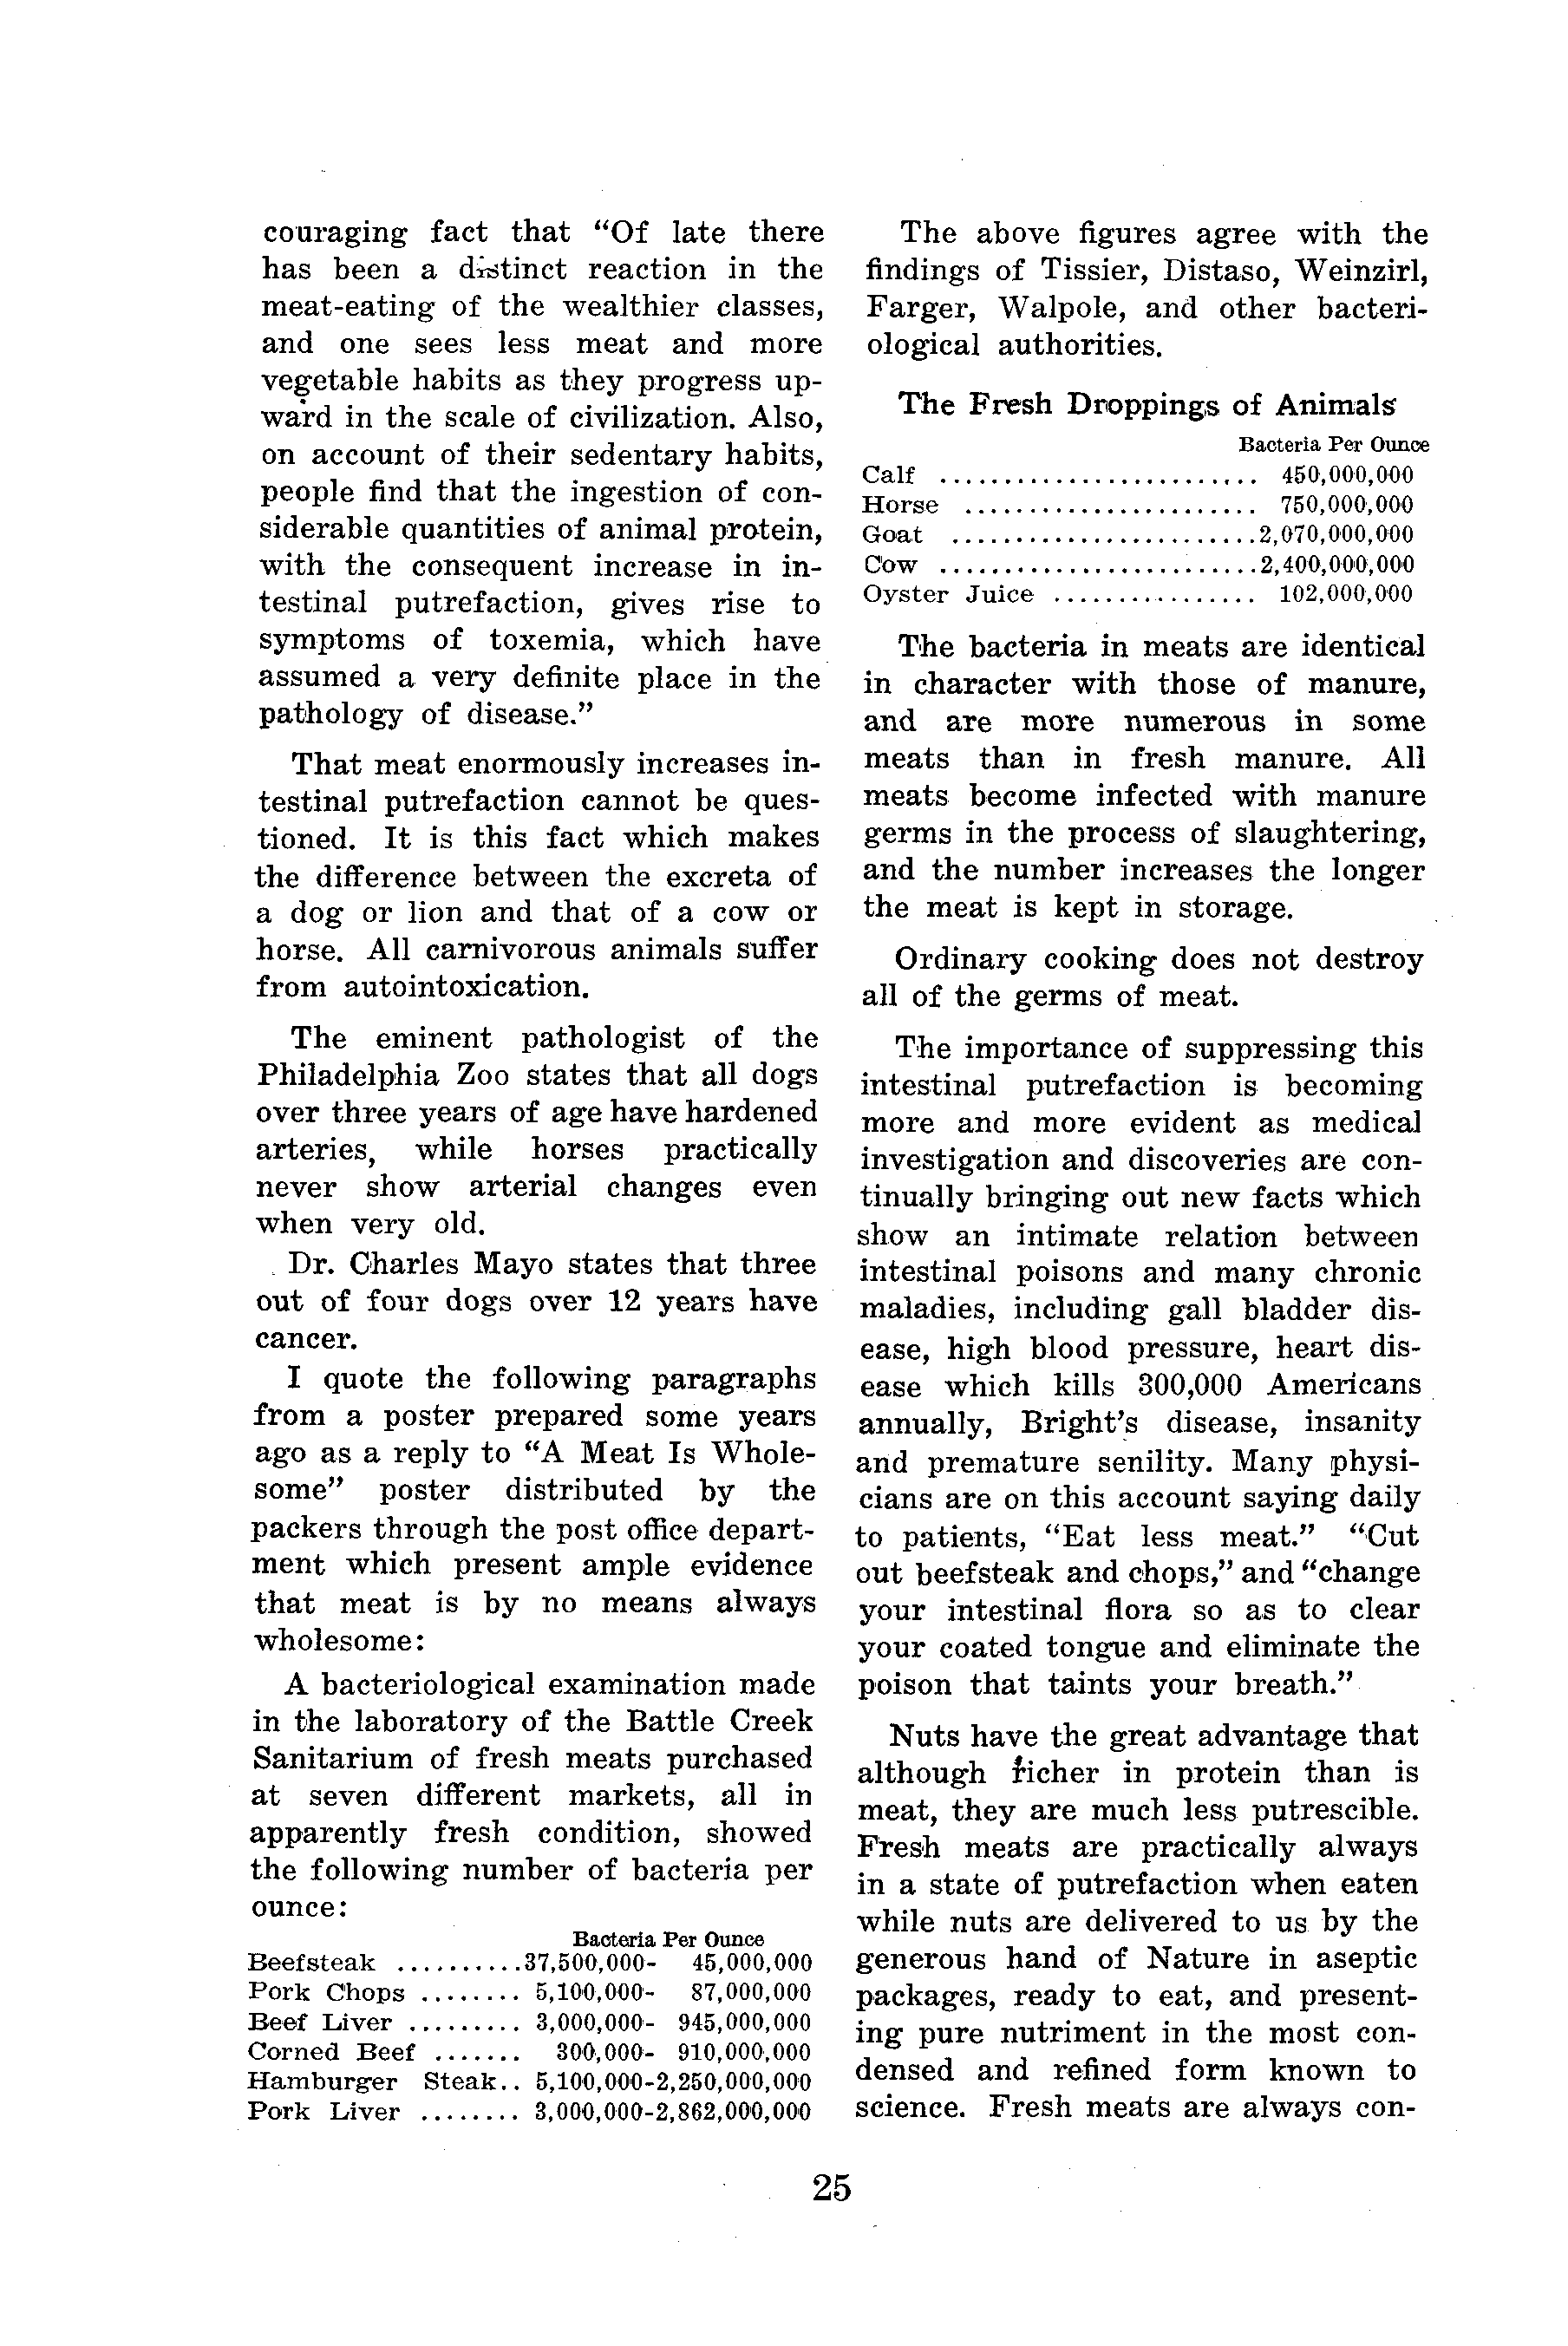 couraging fact that “Of late there
has been a distinct reaction in the
meat-eating of the wealthier classes,
and one sees less meat and more
vegetable habits as they progress up-
ward in the scale of civilization. Also,
on account of their sedentary habits,
people find that the ingestion of con-
siderable quantities of animal protein,
with the consequent increase in in-
testinal putrefaction, gives rise to
symptoms of toxemia, which have
assumed a very definite place in the
pathology of disease.”
That meat enormously increases in-
testinal putrefaction cannot be ques-
tioned. It is this fact which makes
the difference between the excreta of
a dog or lion and that of a cow or
horse. All carnivorous animals suffer
from autointoxication.
The eminent pathologist of the
Philadelphia Zoo states that all dogs
over three years of age have hardened
arteries, while horses practically
never show arterial changes even
when very old.
Dr. Charles Mayo states that three
out of four dogs over 12 years have
cancer.
I quote the following paragraphs
from a poster prepared some years
ago as a reply to “A Meat Is Whole-
some” poster distributed by the
packers through the post office depart-
ment which present ample evidence
that meat is by no means always
wholesome:
A bacteriological examination made
in the laboratory of the Battle Creek
Sanitarium of fresh meats purchased
at seven different markets, all in
apparently fresh condition, showed
the following number of bacteria per
ounce:
Bacteria Per Ounce
Beefsteak ..........37,500,000- 45,000,000
Pork Chops ........ 5,100,000- 87,000,000
Beef Liver ......... 3,000,000- 945,000,000
Corned Beef ....... 300,000- 910,000,000
Hamburger Steak.. 5,100,000-2,250,000,000
Pork Liver ........ 3,000,000-2,862,000,000
The above figures agree with the
findings of Tissier, Distaso, Weinzirl,
Farger, Walpole, and other bacteri-
ological authorities.
The Fresh Droppings of Animals
Bacteria Per Ounce
Calf ......................... 450,000,000
Horse ....................... 750,000,000
Goat ........................2,070,000,000
Cow .........................2,400,000,000
Oyster Juice ................ 102,000,000
The bacteria in meats are identical
in character with those of manure,
and are more numerous in some
meats than in fresh manure. All
meats become infected with manure
germs in the process of slaughtering,
and the number increases the longer
the meat is kept in storage.
Ordinary cooking does not destroy
all of the germs of meat.
The importance of suppressing this
intestinal putrefaction is becoming
more and more evident as medical
investigation and discoveries are con-
tinually bringing out new facts which
show an intimate relation between
intestinal poisons and many chronic
maladies, including gall bladder dis-
ease, high blood pressure, heart dis-
ease which kills 300,000 Americans
annually, Bright’s disease, insanity
and premature senility. Many physi-
cians are on this account saying daily
to patients, “Eat less meat.” “Cut
out beefsteak and chops,” and “change
your intestinal flora so as to clear
your coated tongue and eliminate the
poison that taints your breath.”
Nuts have the great advantage that
although richer in protein than is
meat, they are much less putrescible.
Fresh meats are practically always
in a state of putrefaction when eaten
while nuts are delivered to us by the
generous hand of Nature in aseptic
packages, ready to eat, and present-
ing pure nutriment in the most con-
densed and refined form known to
science. Fresh meats are always con-
25